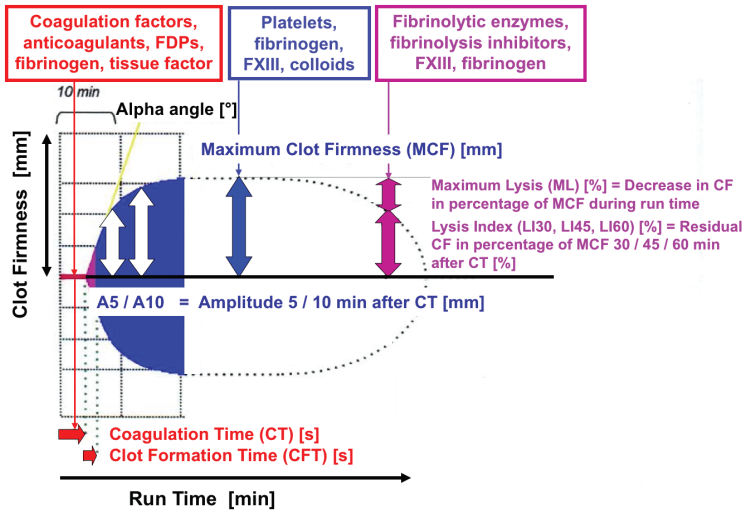 Coagulation factors,
anticoagulants, FDPs,
fibrinogen, tissue factor
Platelets,
fibrinogen,
FXIII, colloids
Fibrinolytic enzymes,
fibrinolysis inhibitors,
FXIII, fibrinogen
10 min
Alpha angle [°]
Clot Firmness [mm]
Maximum Clot Firmness (MCF) [mm]
Maximum Lysis (ML) [%] = Decrease in CF
in percentage of MCF during run time
Lysis Index (LI30, LI45, LI60) [%] = Residual
CF in percentage of MCF 30 / 45 / 60 min
after CT [%]
A5 / A10 = Amplitude 5 / 10 min after CT [mm]
Coagulation Time (CT) [s]
Clot Formation Time (CFT) [s]
Run Time [min]